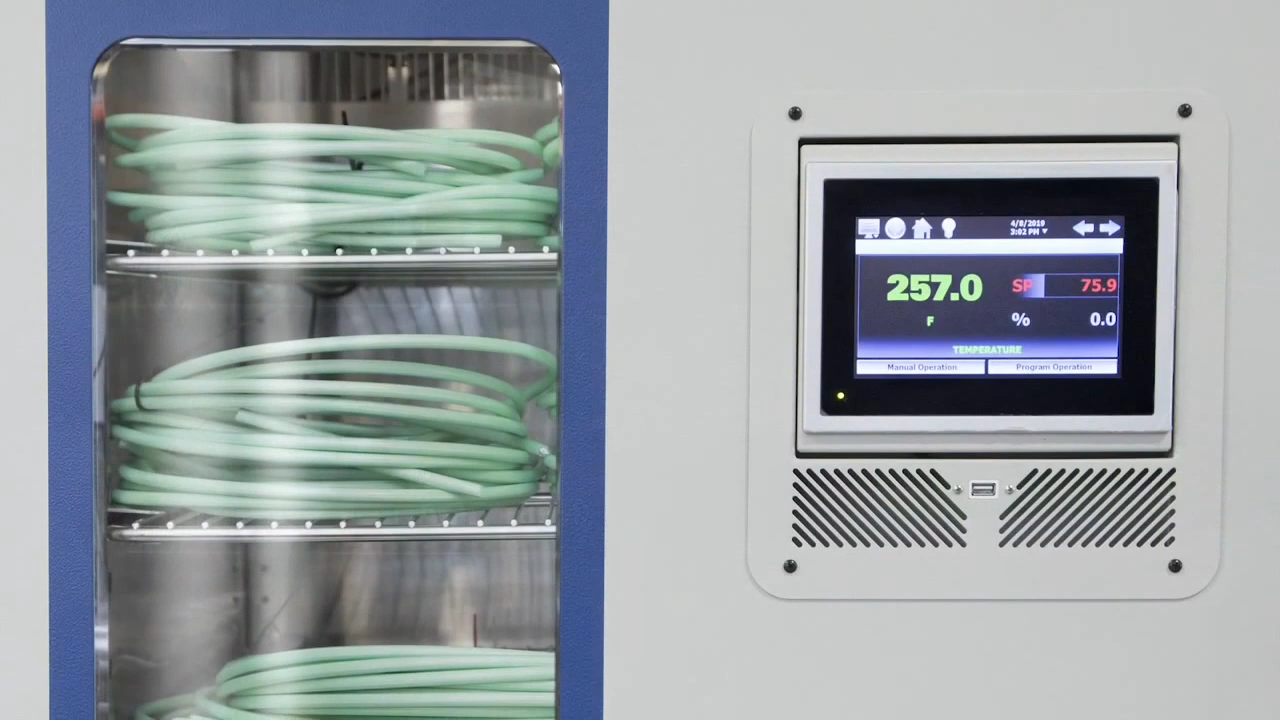 4/8/2019
3:02 PM
257.0
SP 75.9
F
% 0.0
TEMPERATURE
Manual Operation Program Operation